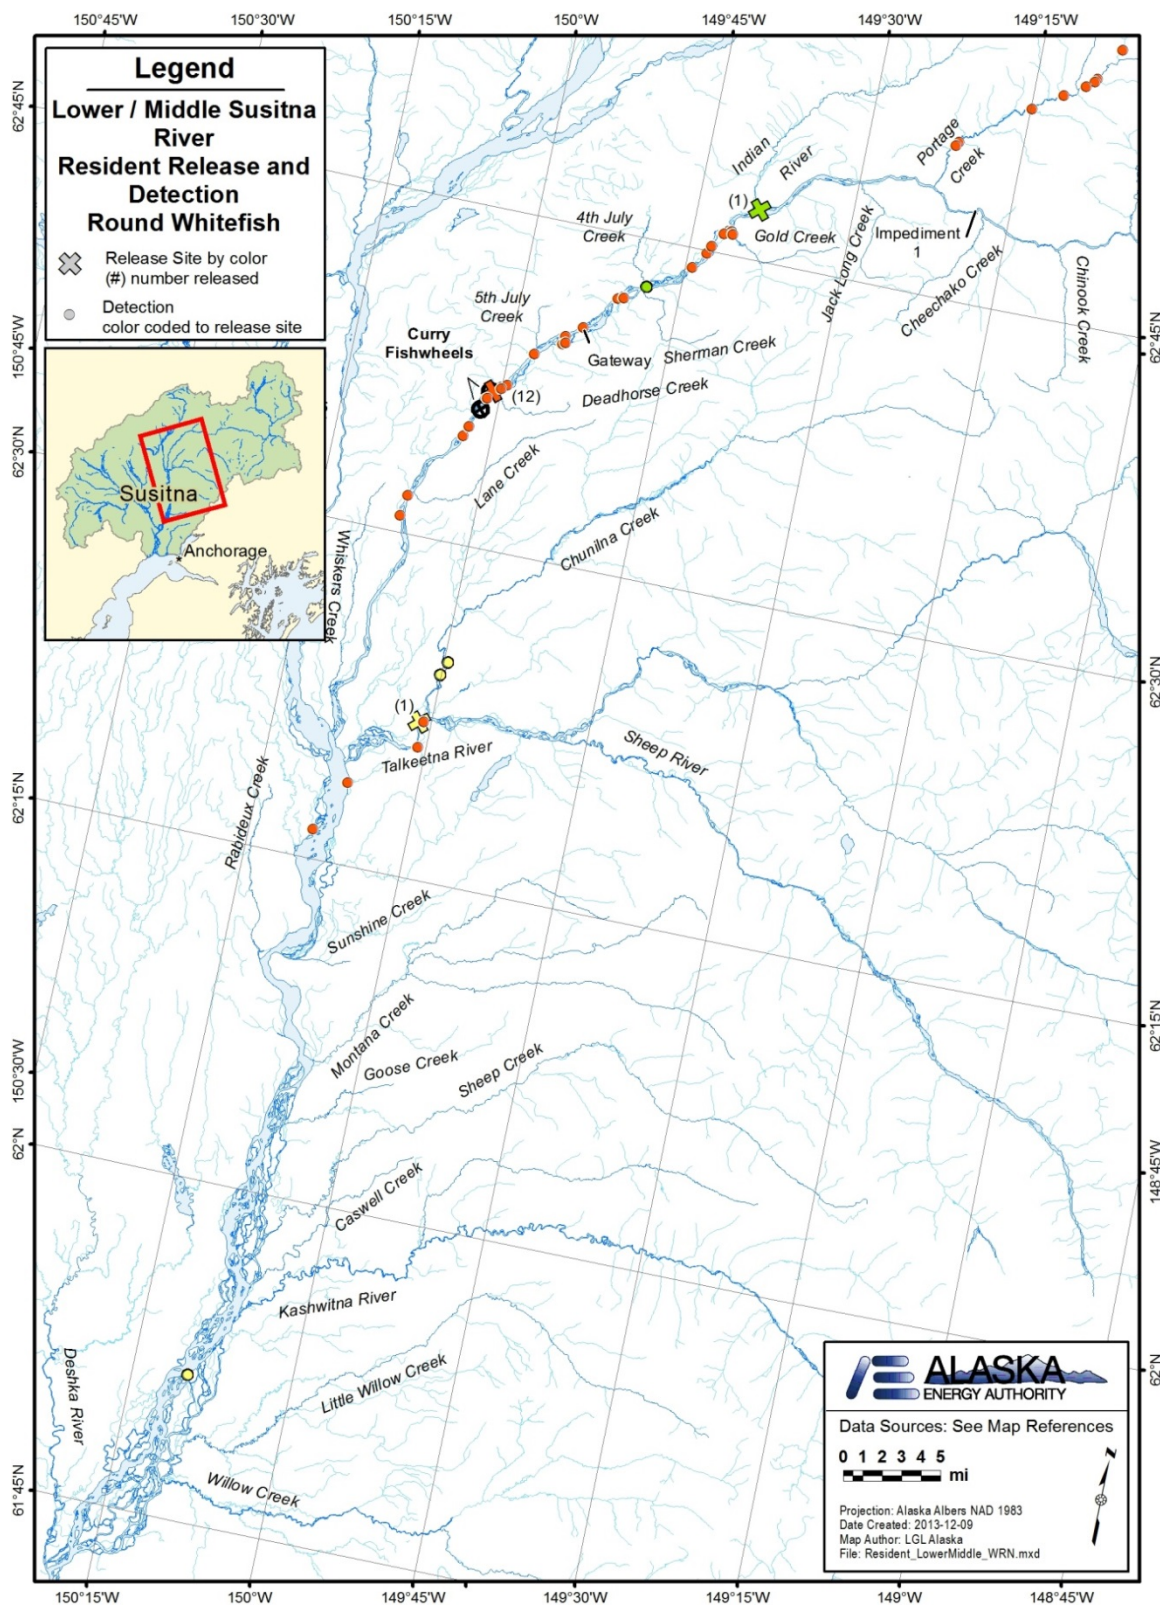 150°45'W 150°30'W 150°15'W 150°0'W 149°45'W 149°30'W 149°15'W
Legend
Lower / Middle Susitna
River
Resident Release and
Detection
Round Whitefish
Release Site by color
(#) number released
Detection
color coded to release site
62°45'N
150°45'W
62°30'N
62°15'N
150°30'W
62°N
61°45'N
Susitna
Anchorage
Indian
River
Portage
Creek
(1)
4th July
Creek
Gold Creek
Jack Long Creek
Impediment
1
Cheechako Creek
Chinook Creek
5th July
Creek
Curry
Fishwheels
Gateway
Sherman Creek
(12)
Deadhorse Creek
Lane Creek
Chunilna Creek
Whiskers Creek
(1)
Talkeetna River
Sheep River
Rabideux Creek
Sunshine Creek
Montana Creek
Goose Creek
Sheep Creek
Caswell Creek
Kashwitna River
Deshka River
Little Willow Creek
Willow Creek
62°45'N
62°30'N
62°15'N
148°45'W
62°N
ALASKA
ENERGY AUTHORITY
Data Sources: See Map References
0 1 2 3 4 5
mi
N
Projection: Alaska Albers NAD 1983
Date Created: 2013-12-09
Map Author: LGL Alaska
File: Resident_LowerMiddle_WRN.mxd
150°15'W 150°0'W 149°45'W 149°30'W 149°15'W 149°0'W 148°45'W